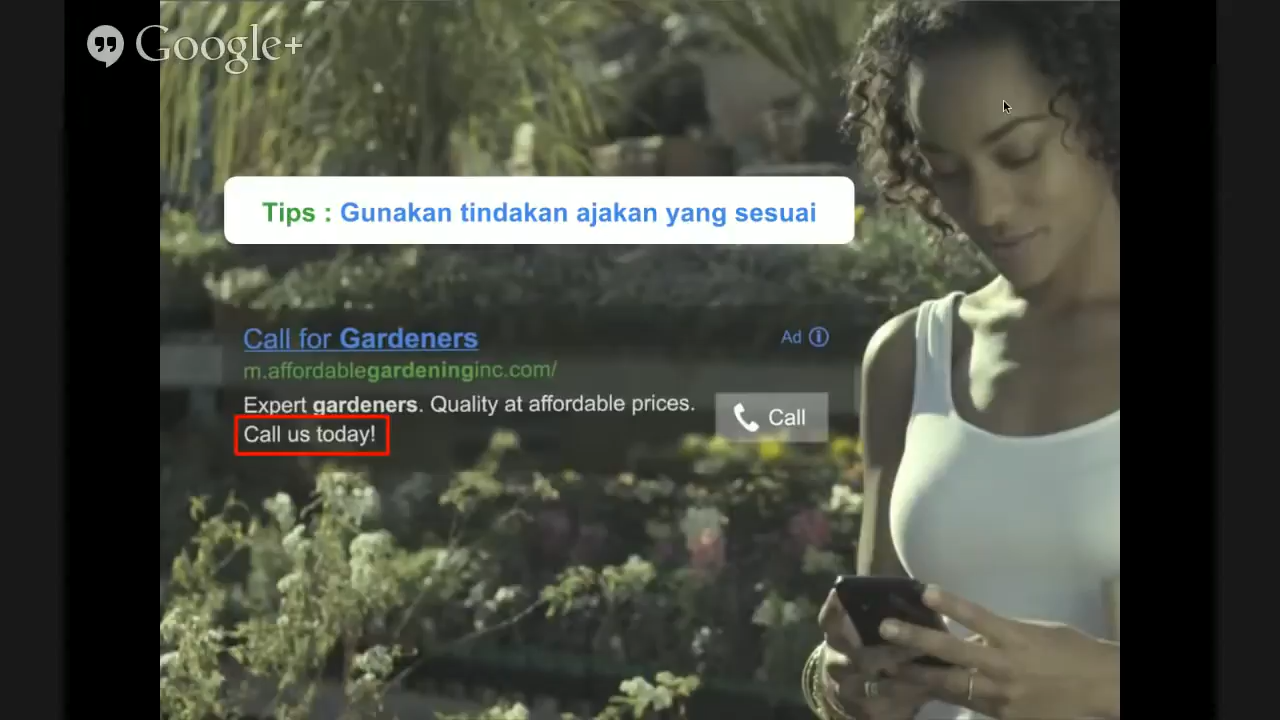 Google+
Tips : Gunakan tindakan ajakan yang sesuai
Call for Gardeners
Ad
m.affordablegardeninginc.com/
Expert gardeners. Quality at affordable prices.
Call us today!
Call